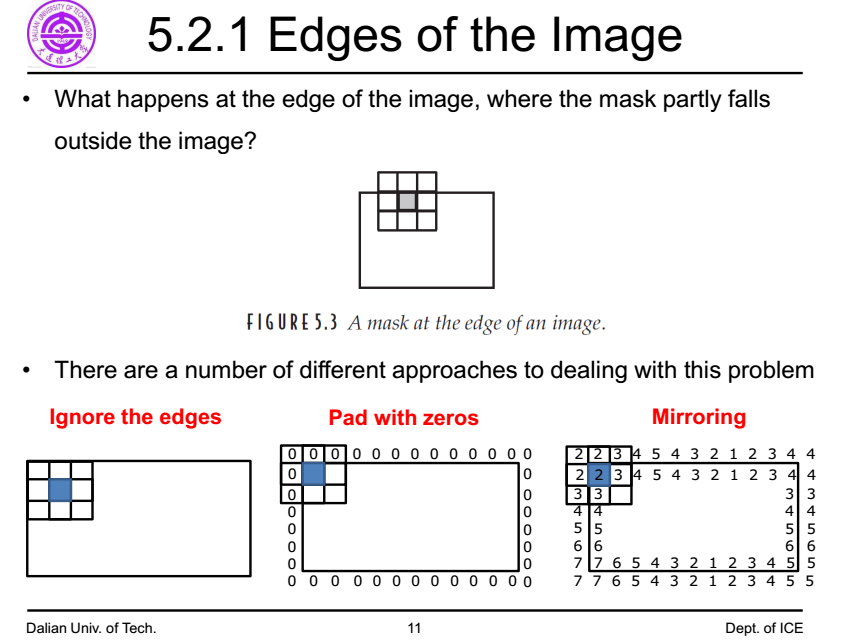 DALIAN UNIVERSITY OF TECHNOLOGY
5.2.1 Edges of the Image
• What happens at the edge of the image, where the mask partly falls
outside the image?
FIGURE 5.3 A mask at the edge of an image.
• There are a number of different approaches to dealing with this problem
Ignore the edges
Pad with zeros
0 0 0 0 0 0 0 0 0 0 0 0 0
0 0
0 0
0 0
0 0
0 0
0 0
0 0 0 0 0 0 0 0 0 0 0 0 0
Mirroring
2 2 3 4 5 4 3 2 1 2 3 4 4
2 2 3 4 5 4 3 2 1 2 3 4 4
3 3 3 3
4 4 4 4
5 5 5 5
6 6 6 6
7 7 6 5 4 3 2 1 2 3 4 5 5
7 7 6 5 4 3 2 1 2 3 4 5 5
Dalian Univ. of Tech.
11
Dept. of ICE